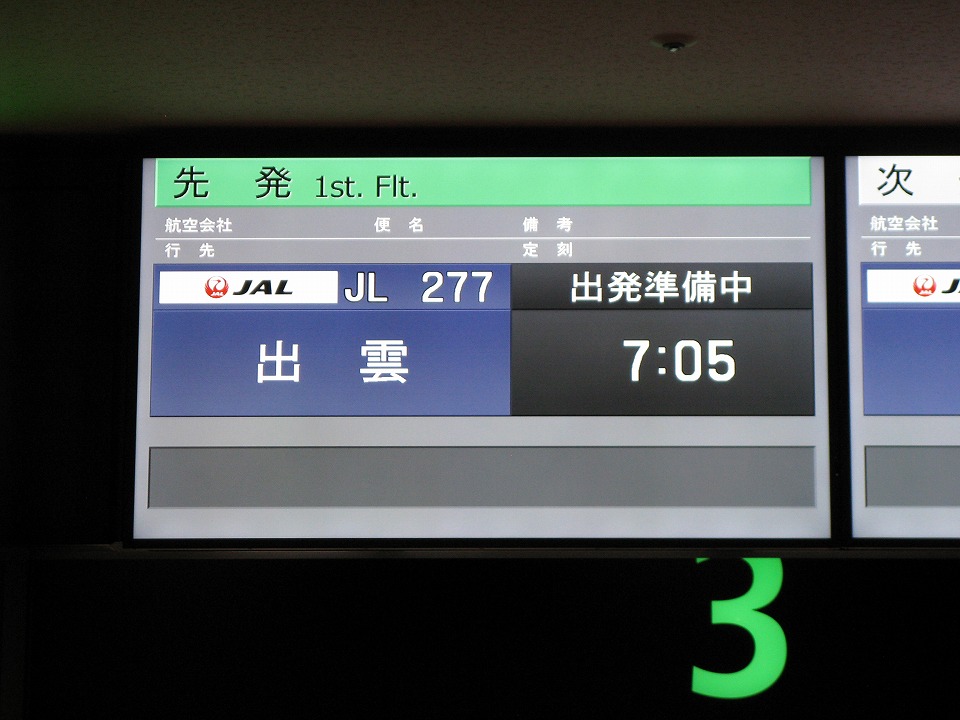 先 発 1st. Flt.
航空会社 便 名 備 考
行 先 定 刻
JAL JL 277 出発準備中
出 雲 7:05
次
航空会社
行 先
3